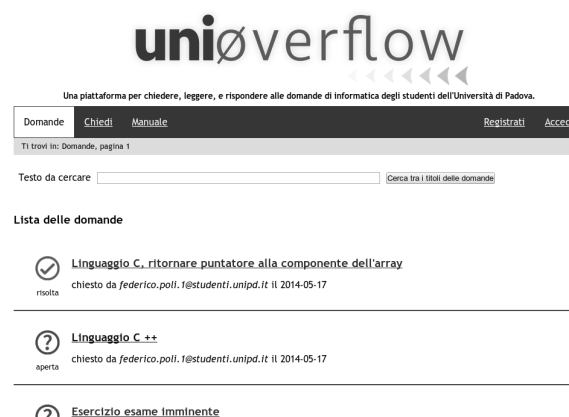 uniøverflow
Una piattaforma per chiedere, leggere, e rispondere alle domande di informatica degli studenti dell'Università di Padova.
Domande Chiedi Manuale Registrati Acced
Ti trovi in: Domande, pagina 1
Testo da cercare Cerca tra i titoli delle domande
Lista delle domande
Linguaggio C, ritornare puntatore alla componente dell'array
risolta chiesto da federico.poli.1@studenti.unipd.it il 2014-05-17
Linguaggio C ++
aperta chiesto da federico.poli.1@studenti.unipd.it il 2014-05-17
Esercizio esame imminente